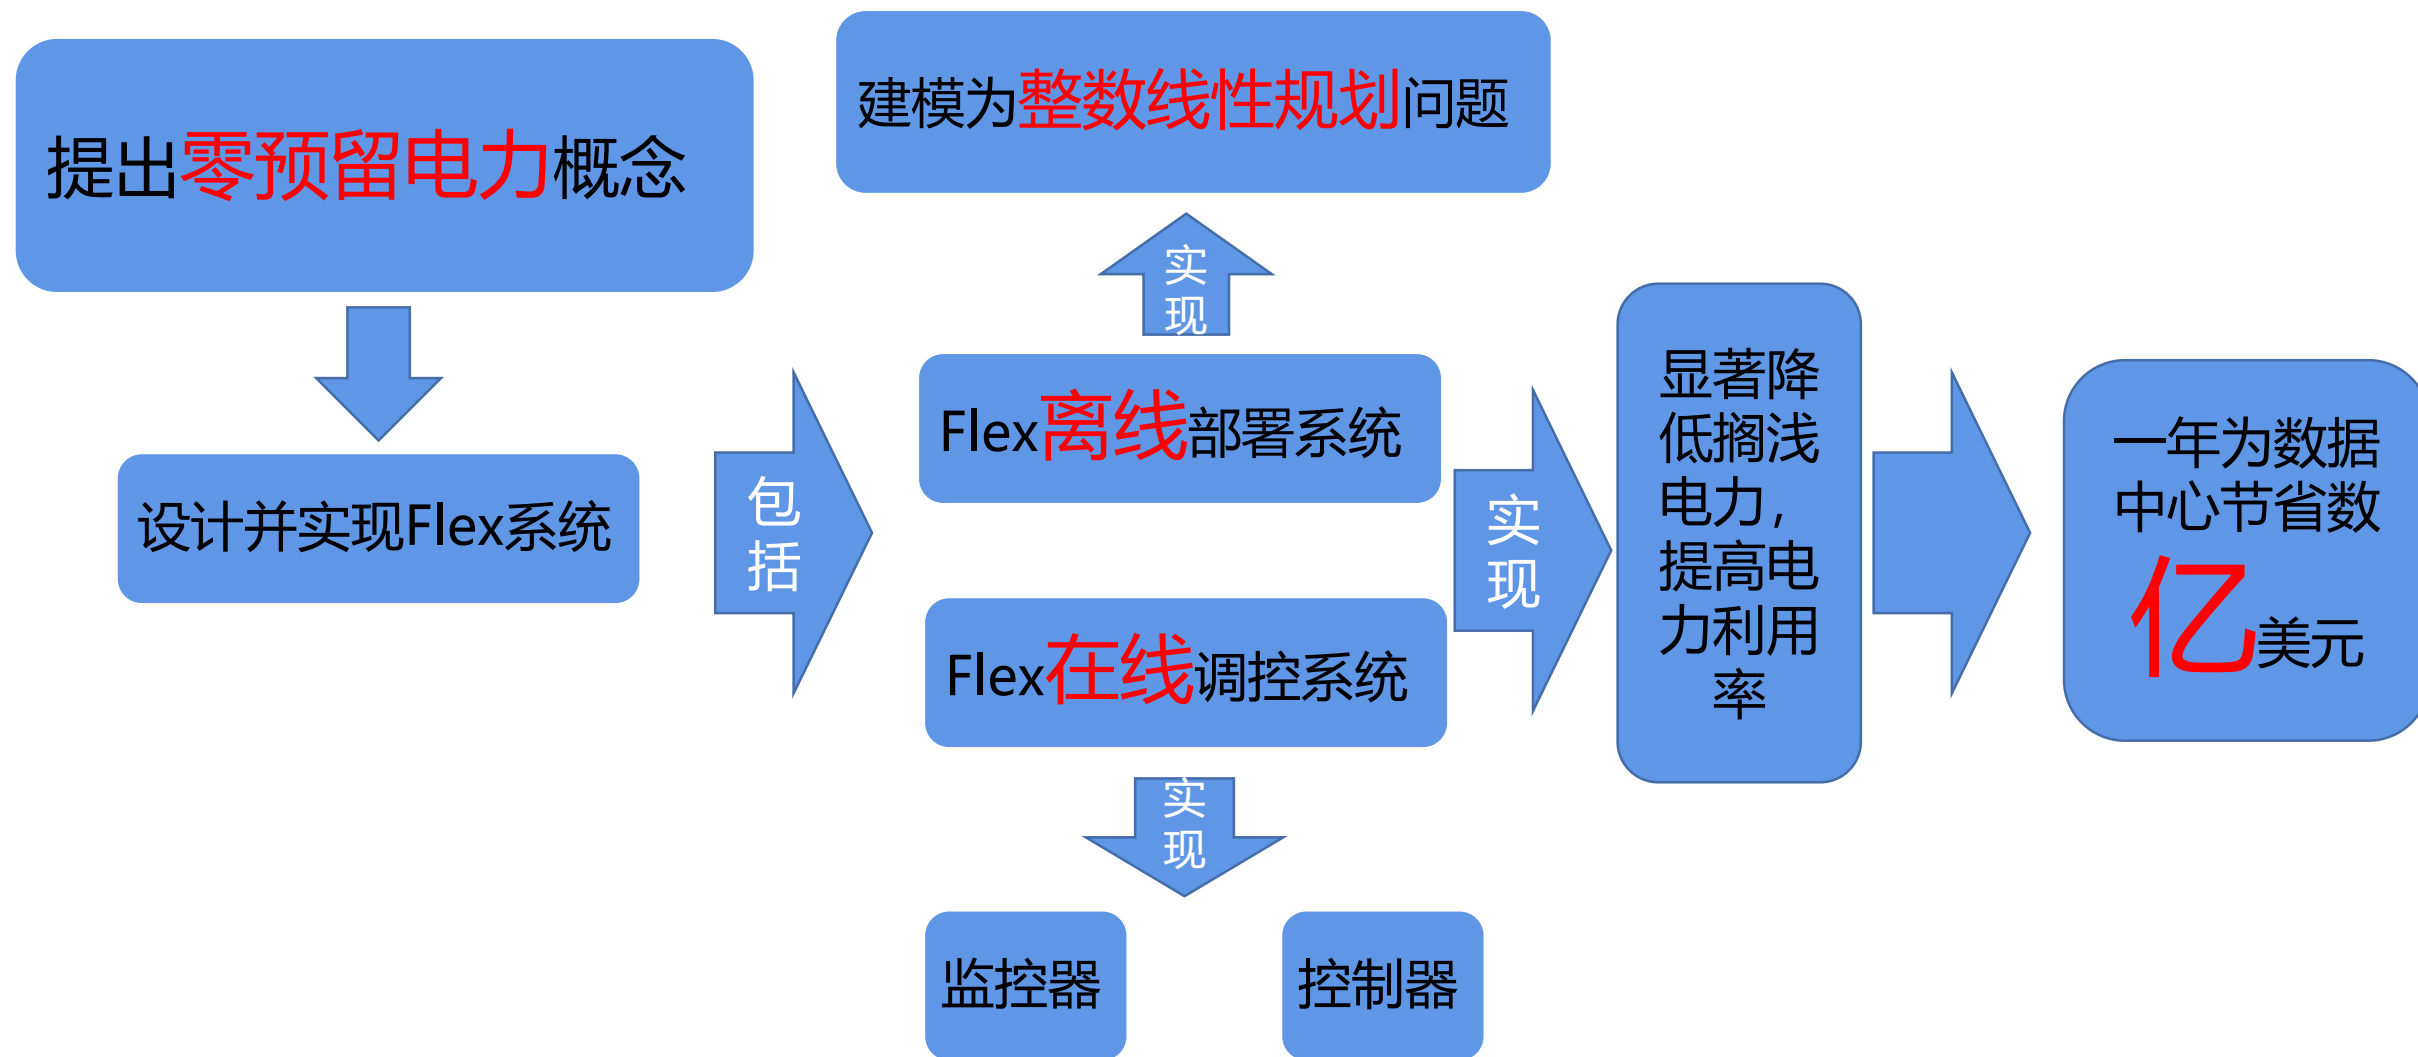 提出零预留电力概念
设计并实现Flex系统
包
括
建模为整数线性规划问题
实
现
Flex离线部署系统
Flex在线调控系统
实
现
监控器
控制器
实
现
显著降
低搁浅
电力，
提高电
力利用
率
一年为数据
中心节省数
亿美元